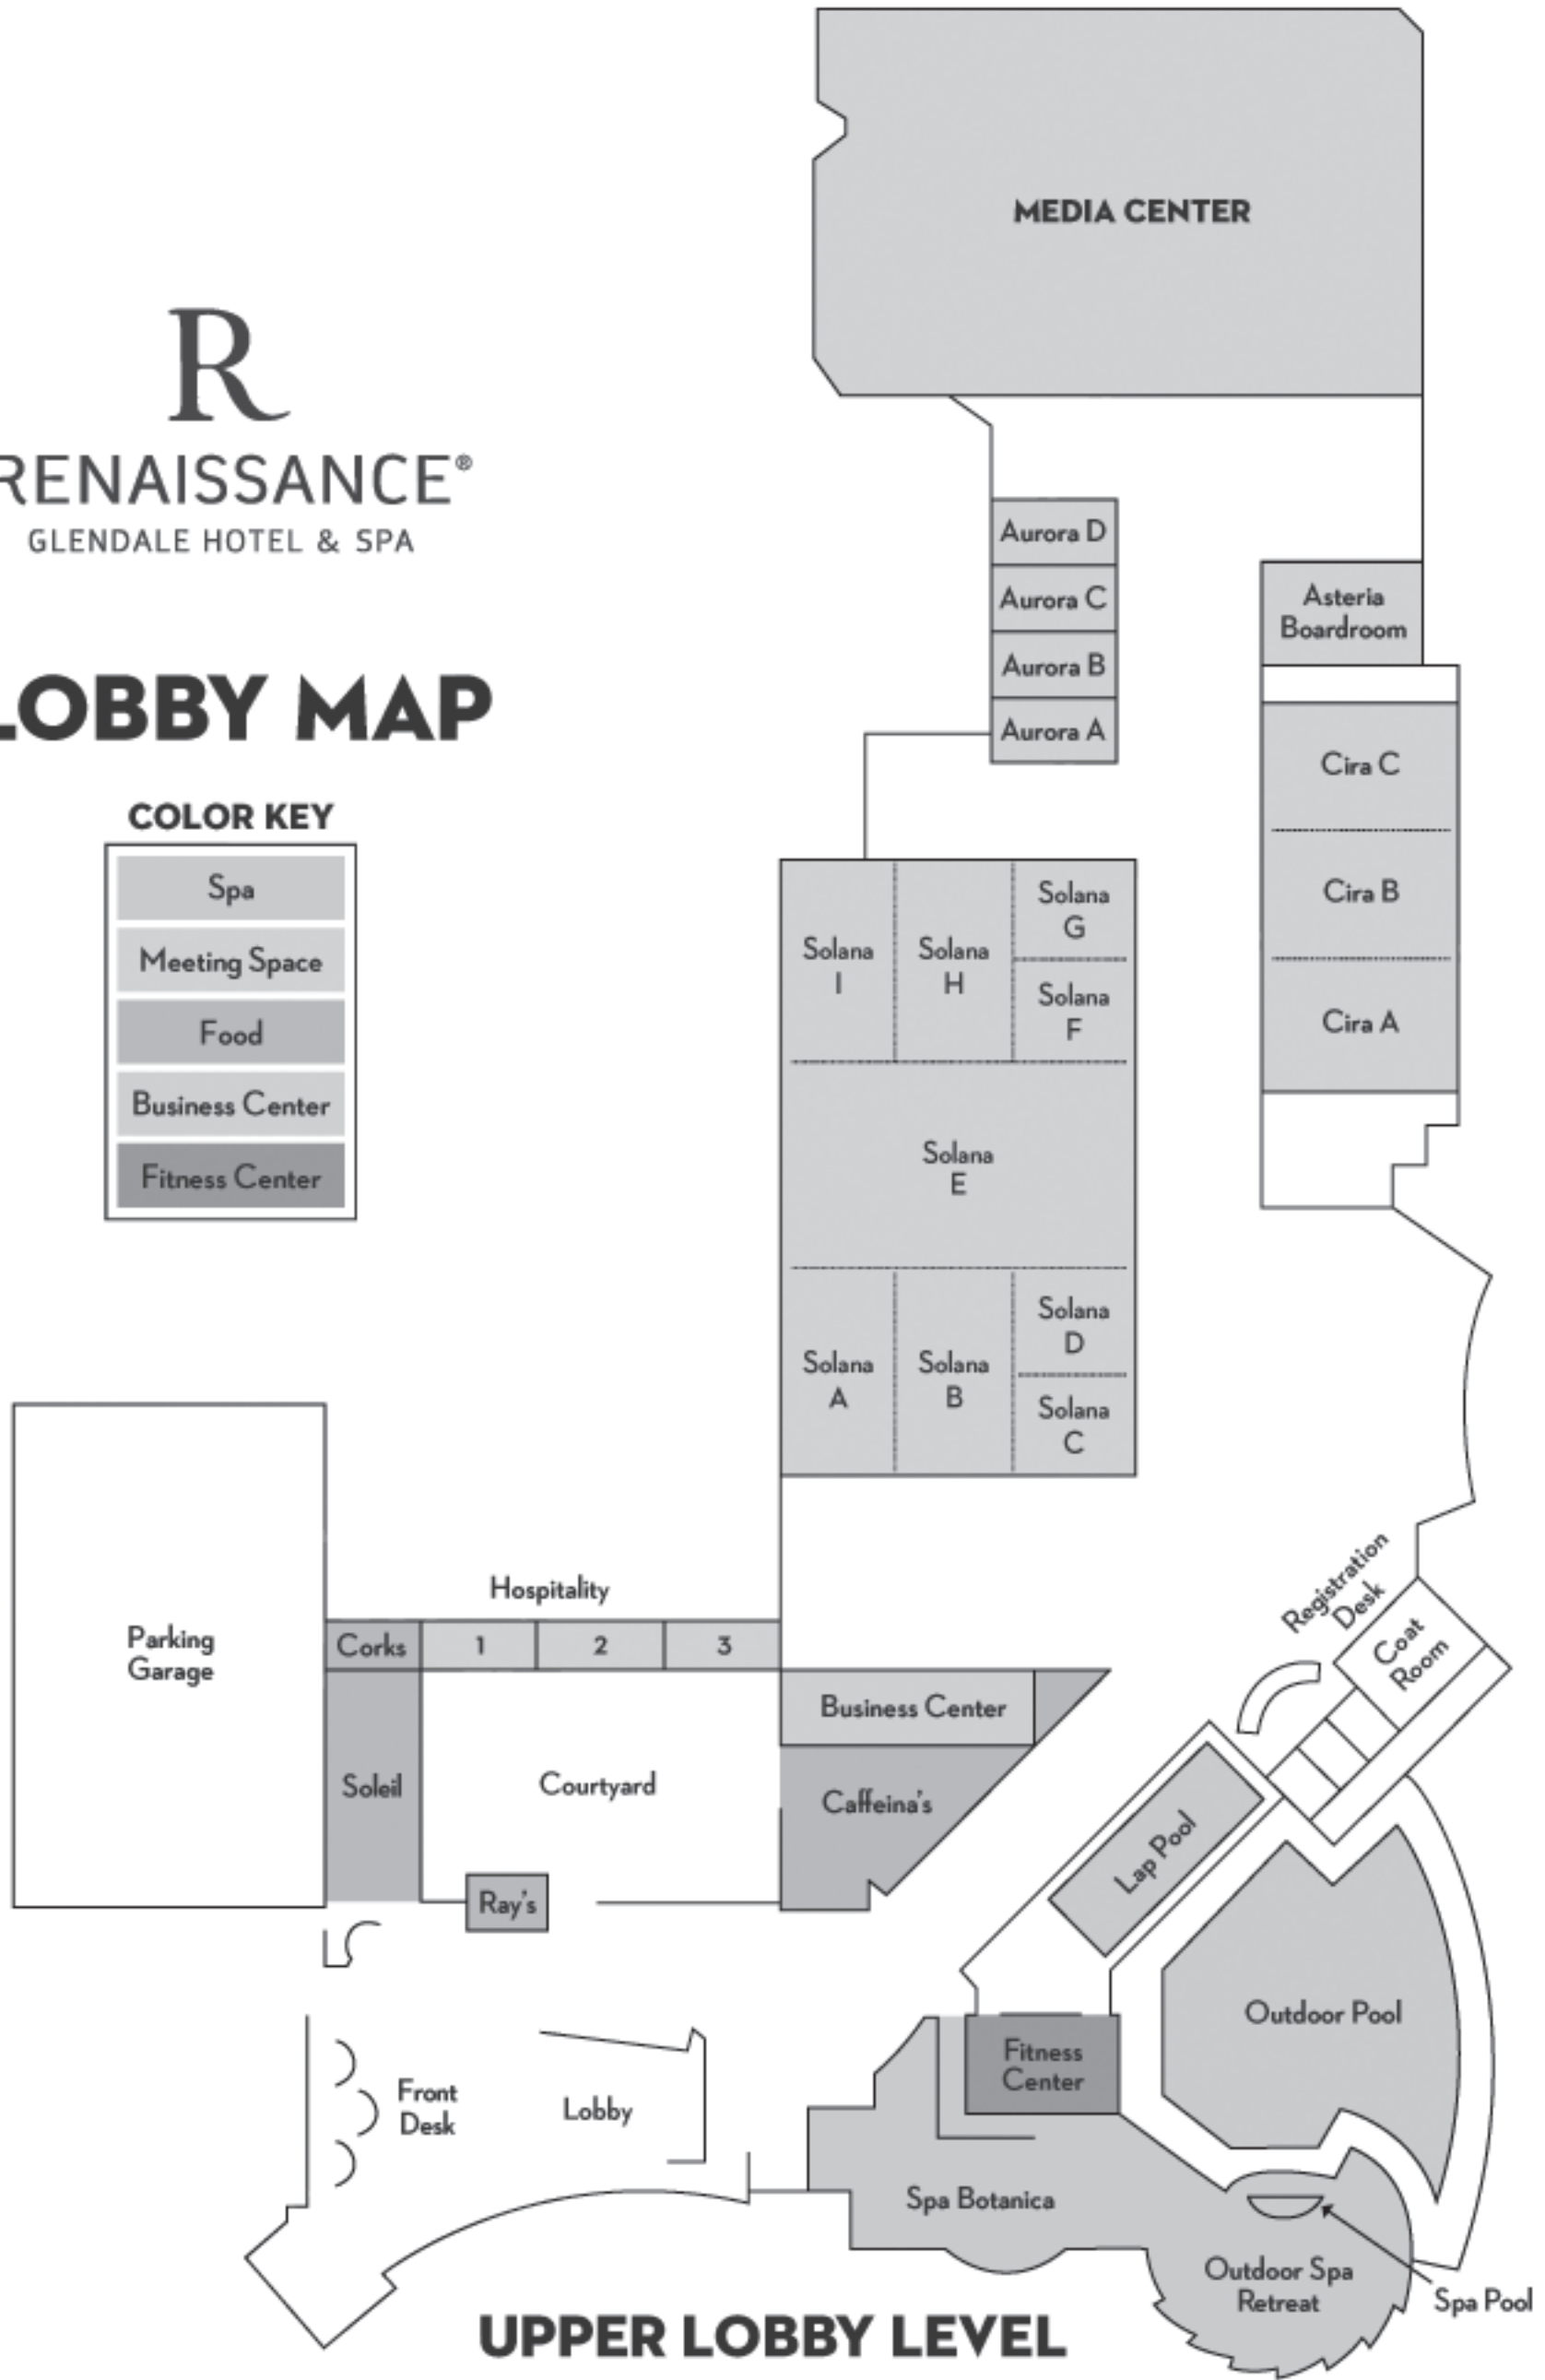 MEDIA CENTER
R
RENAISSANCE®
GLENDALE HOTEL & SPA
LOBBY MAP
COLOR KEY
Spa
Meeting Space
Food
Business Center
Fitness Center
Aurora D
Aurora C
Aurora B
Aurora A
Asteria
Boardroom
Cira C
Cira B
Cira A
Solana
I
Solana
H
Solana
G
Solana
F
Solana
E
Solana
A
Solana
B
Solana
D
Solana
C
Parking
Garage
Hospitality
Corks
1
2
3
Soleil
Courtyard
Business Center
Caffeina's
Ray's
Registration
Desk
Coat
Room
Lap Pool
Outdoor Pool
Fitness
Center
Front
Desk
Lobby
Spa Botanica
Outdoor Spa
Retreat
Spa Pool
UPPER LOBBY LEVEL